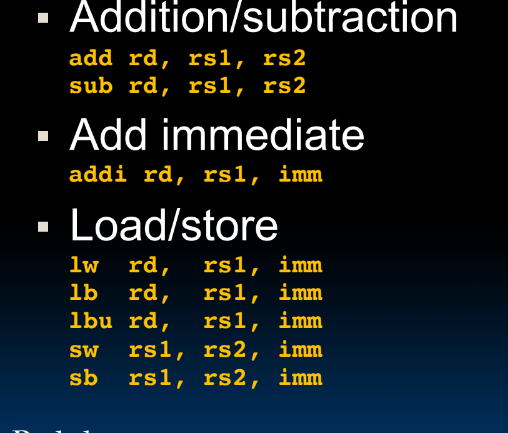 Addition/subtraction
add rd, rs1, rs2
sub rd, rs1, rs2
Add immediate
addi rd, rs1, imm
Load/store
lw rd, rs1, imm
lb rd, rs1, imm
lbu rd, rs1, imm
sw rs1, rs2, imm
sb rs1, rs2, imm